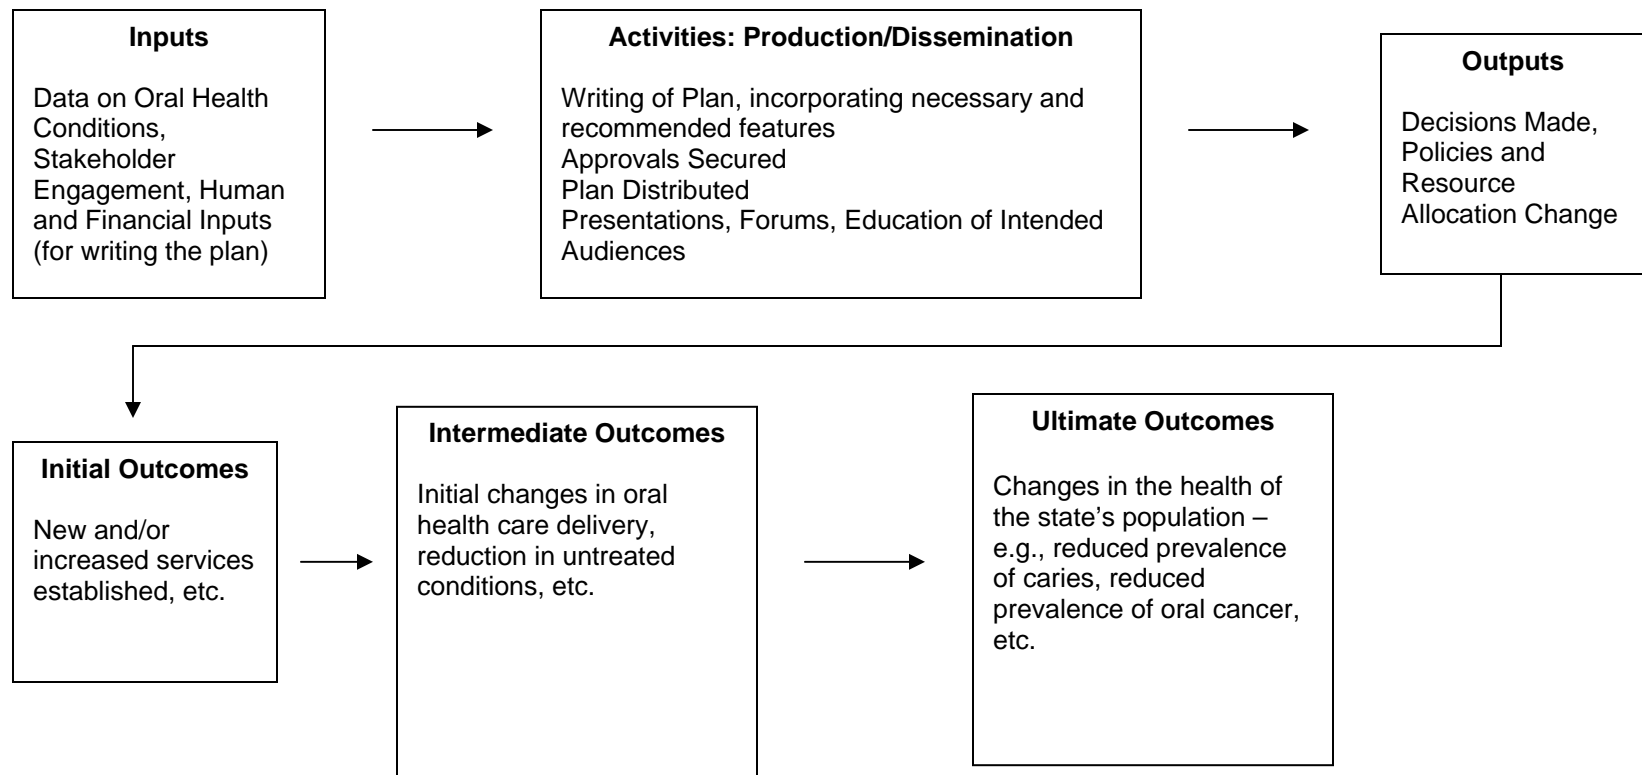 Inputs
Data on Oral Health
Conditions,
Stakeholder
Engagement, Human
and Financial Inputs
(for writing the plan)
Activities: Production/Dissemination
Writing of Plan, incorporating necessary and
recommended features
Approvals Secured
Plan Distributed
Presentations, Forums, Education of Intended
Audiences
Outputs
Decisions Made,
Policies and
Resource
Allocation Change
Initial Outcomes
New and/or
increased services
established, etc.
Intermediate Outcomes
Initial changes in oral
health care delivery,
reduction in untreated
conditions, etc.
Ultimate Outcomes
Changes in the health of
the state’s population –
e.g., reduced prevalence
of caries, reduced
prevalence of oral cancer,
etc.